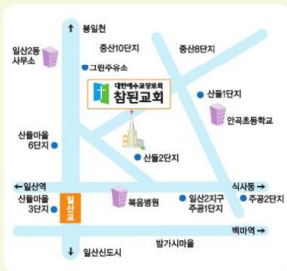 ↑ 봉일천
일산2동
사무소
중산10단지
중산8단지
그린주유소
대한예수교장로회
참된교회
산들1단지
안곡초등학교
산들마을
6단지
산들2단지
←일산역
식사동→
산들마을
3단지
일산교
복음병원
일산2지구
주공1단지
주공2단지
백마역→
밤가시마을
↓ 일산신도시